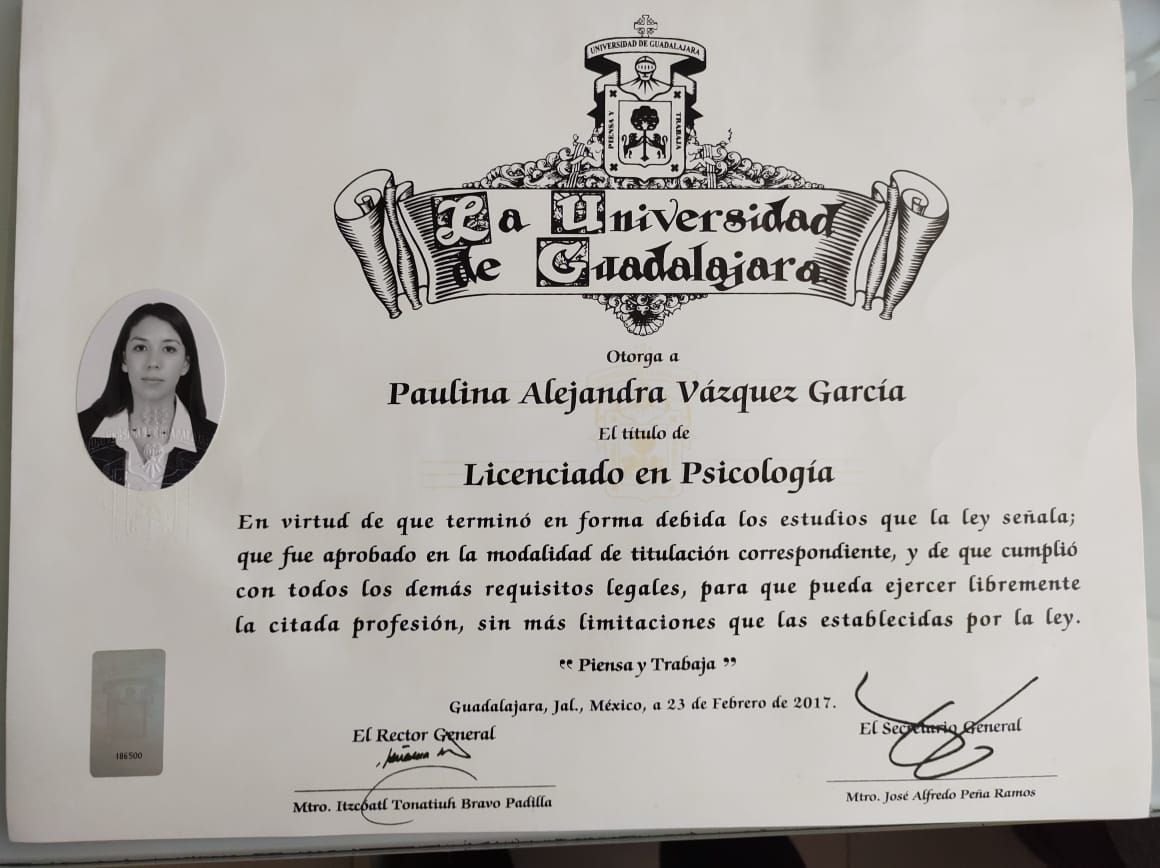 UNIVERSIDAD DE GUADALAJARA
PIENSA Y
TRABAJA
La Universidad
de Guadalajara
Otorga a
Paulina Alejandra Vázquez García
El título de
Licenciado en Psicología
En virtud de que terminó en forma debida los estudios que la ley señala;
que fue aprobado en la modalidad de titulación correspondiente, y de que cumplió
con todos los demás requisitos legales, para que pueda ejercer libremente
la citada profesión, sin más limitaciones que las establecidas por la ley.
“ Piensa y Trabaja ”
Guadalajara, Jal., México, a 23 de Febrero de 2017.
El Rector General
El Secretario General
Mtro. Itzcóatl Tonatiuh Bravo Padilla
Mtro. José Alfredo Peña Ramos
186500